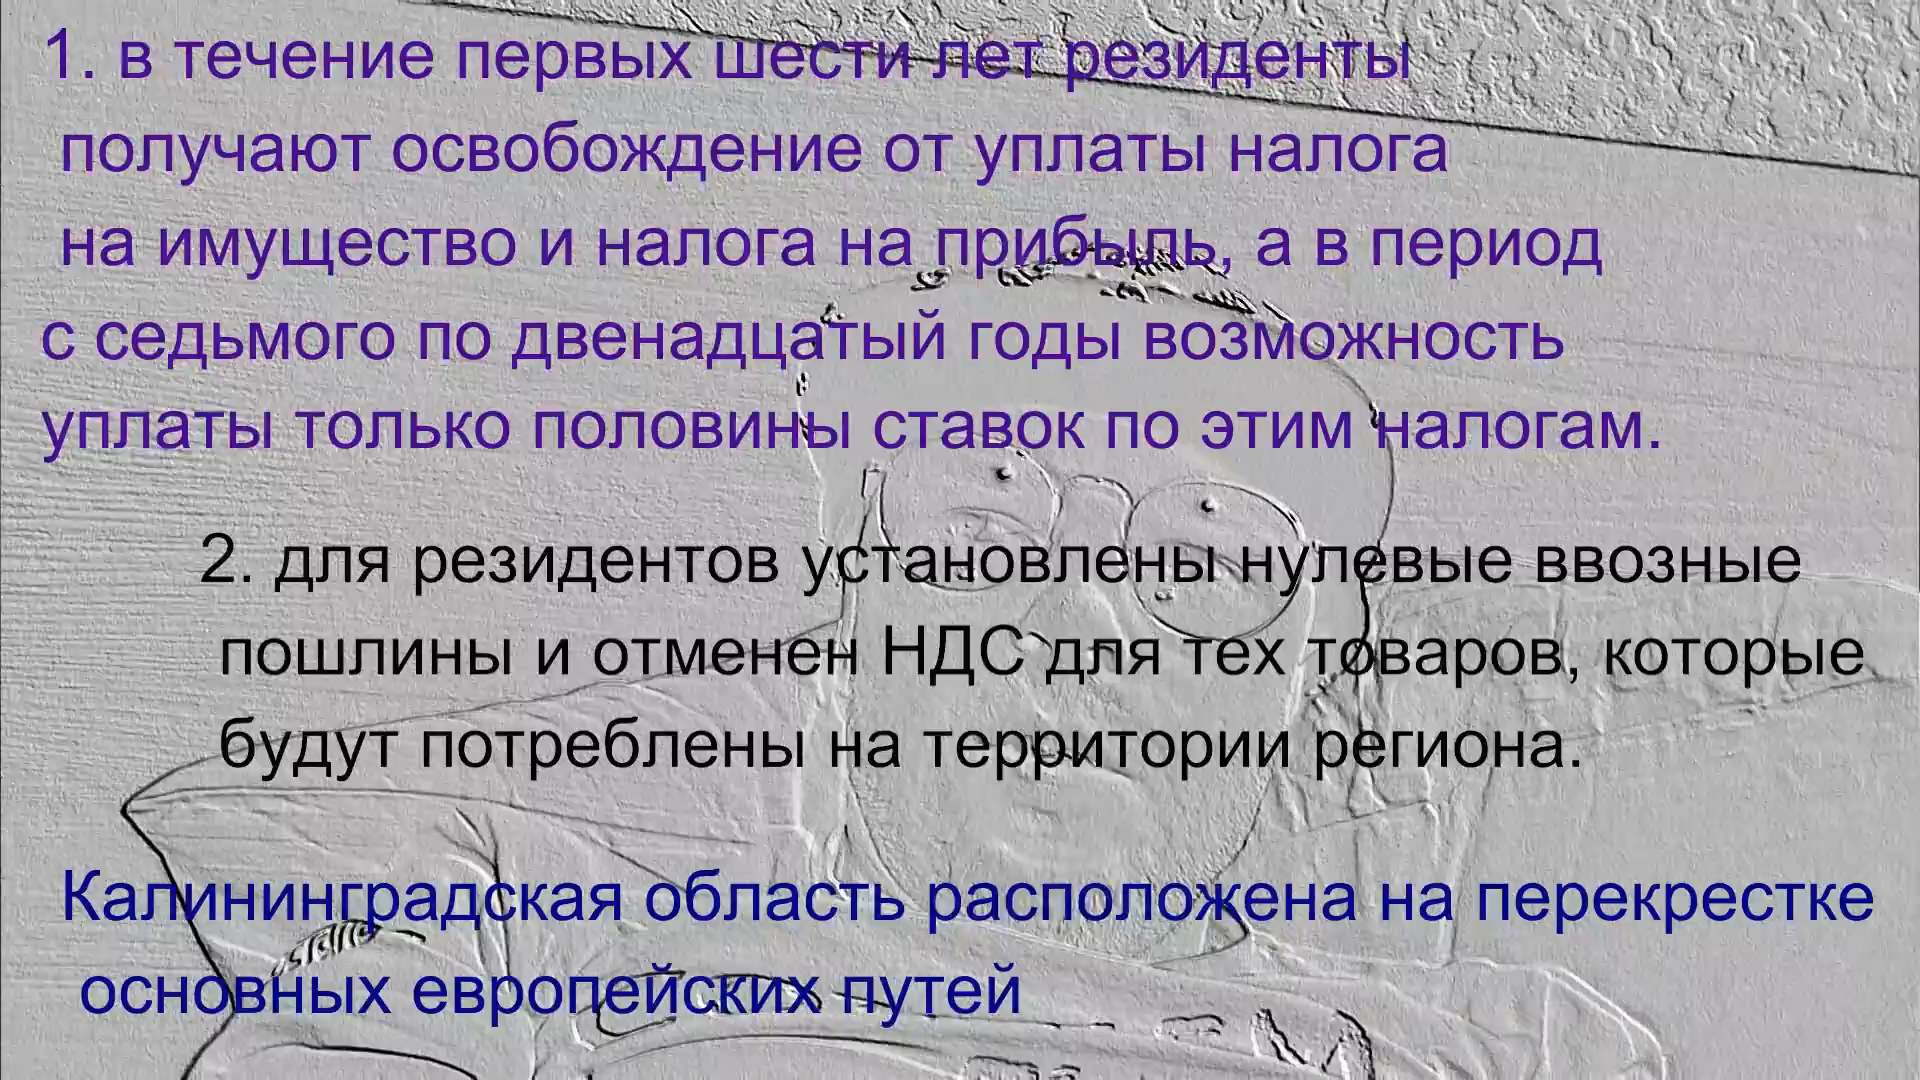 1. в течение первых шести лет резиденты
получают освобождение от уплаты налога
на имущество и налога на прибыль, а в период
с седьмого по двенадцатый годы возможность
уплаты только половины ставок по этим налогам.
2. для резидентов установлены нулевые ввозные
пошлины и отменен НДС для тех товаров, которые
будут потреблены на территории региона.
Калининградская область расположена на перекрестке
основных европейских путей